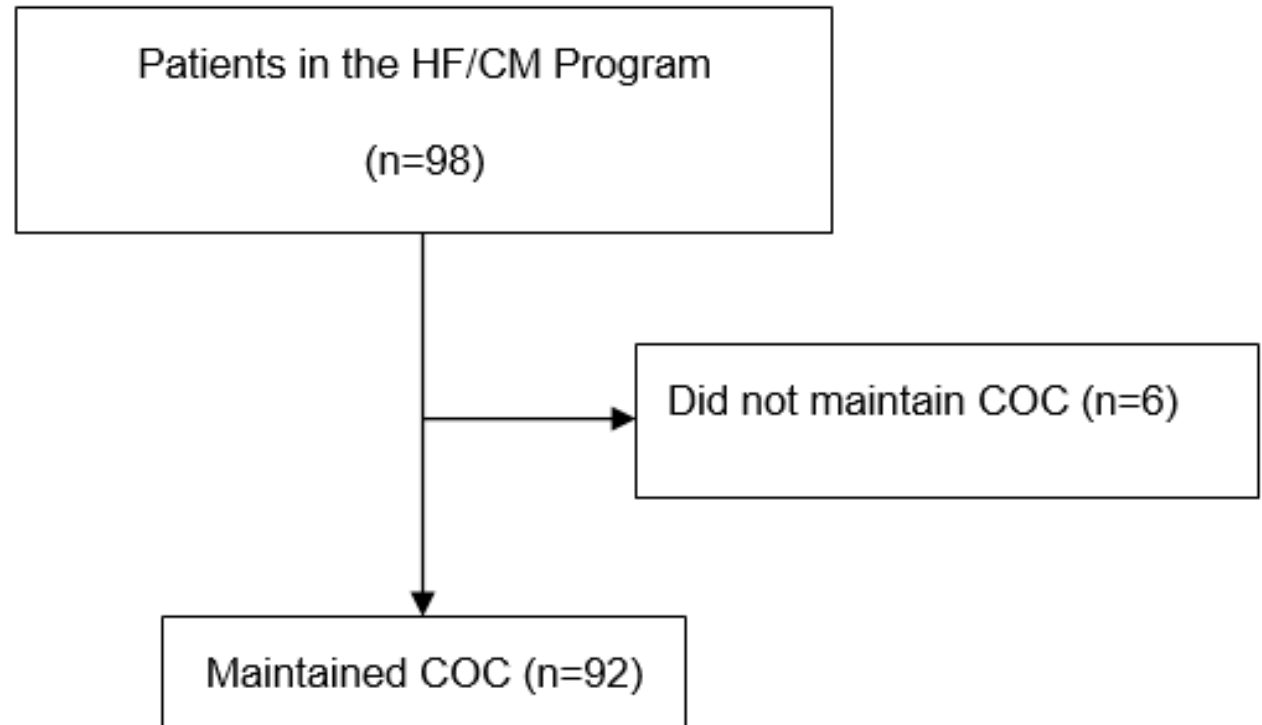 Patients in the HF/CM Program
(n=98)
Did not maintain COC (n=6)
Maintained COC (n=92)